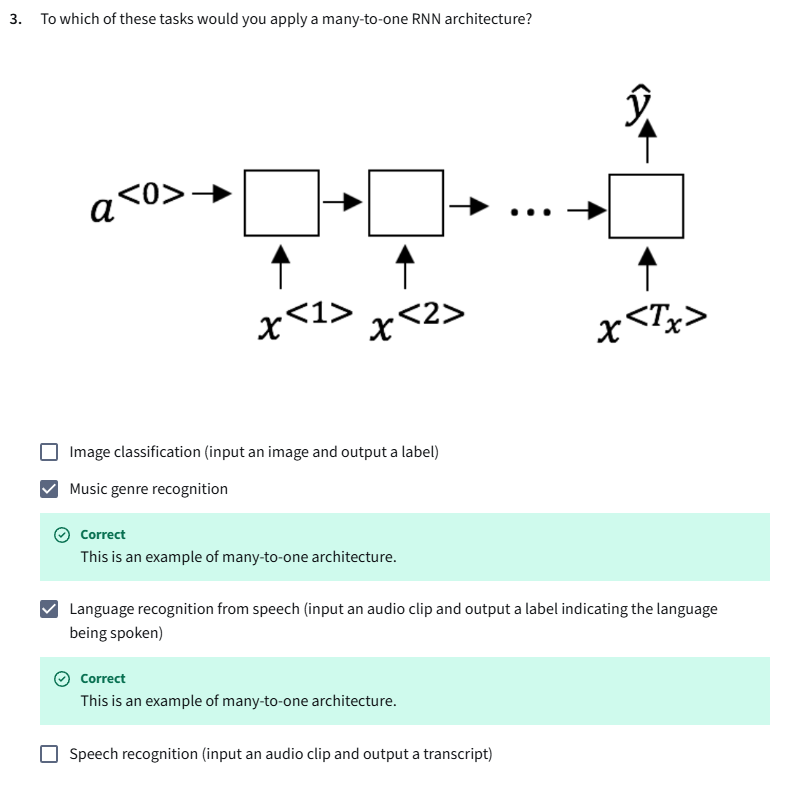 3. To which of these tasks would you apply a many-to-one RNN architecture?
ŷ
a<0>
x<1> x<2> ... x<Tx>
Image classification (input an image and output a label)
Music genre recognition
Correct
This is an example of many-to-one architecture.
Language recognition from speech (input an audio clip and output a label indicating the language
being spoken)
Correct
This is an example of many-to-one architecture.
Speech recognition (input an audio clip and output a transcript)